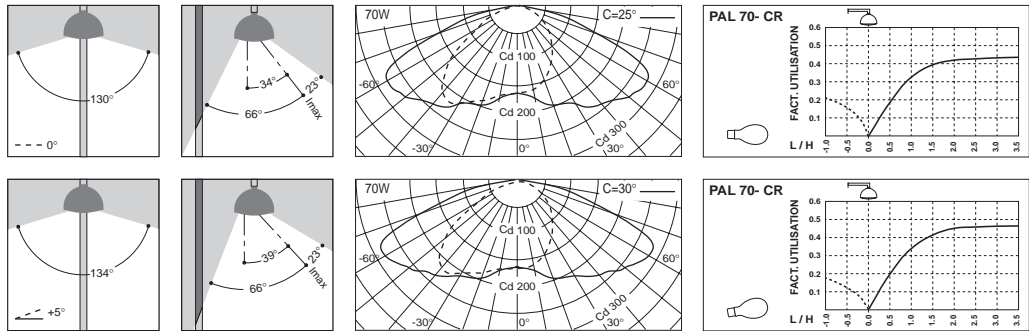 130°
0°
34°
23°
66°
Imax
70W
C=25°
Cd 100
Cd 200
Cd 300
-60°
60°
-30°
0°
30°
PAL 70- CR
FACT. UTILISATION
0.6
0.5
0.4
0.3
0.2
0.1
L / H
-1.0
-0.5
0.0
0.5
1.0
1.5
2.0
2.5
3.0
3.5
134°
+5°
39°
23°
66°
Imax
70W
C=30°
Cd 100
Cd 200
Cd 300
-60°
60°
-30°
0°
30°
PAL 70- CR
FACT. UTILISATION
0.6
0.5
0.4
0.3
0.2
0.1
L / H
-1.0
-0.5
0.0
0.5
1.0
1.5
2.0
2.5
3.0
3.5